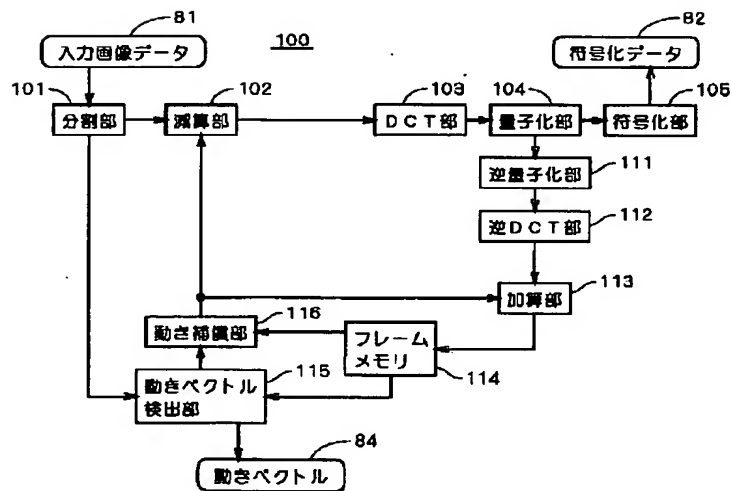 81
入力画像データ
100
82
符号化データ
101
分割部
102
減算部
103
DCT部
104
量子化部
105
符号化部
逆量子化部
111
逆DCT部
112
加算部
113
116
動き補償部
フレーム
メモリ
114
115
動きベクトル
検出部
84
動きベクトル